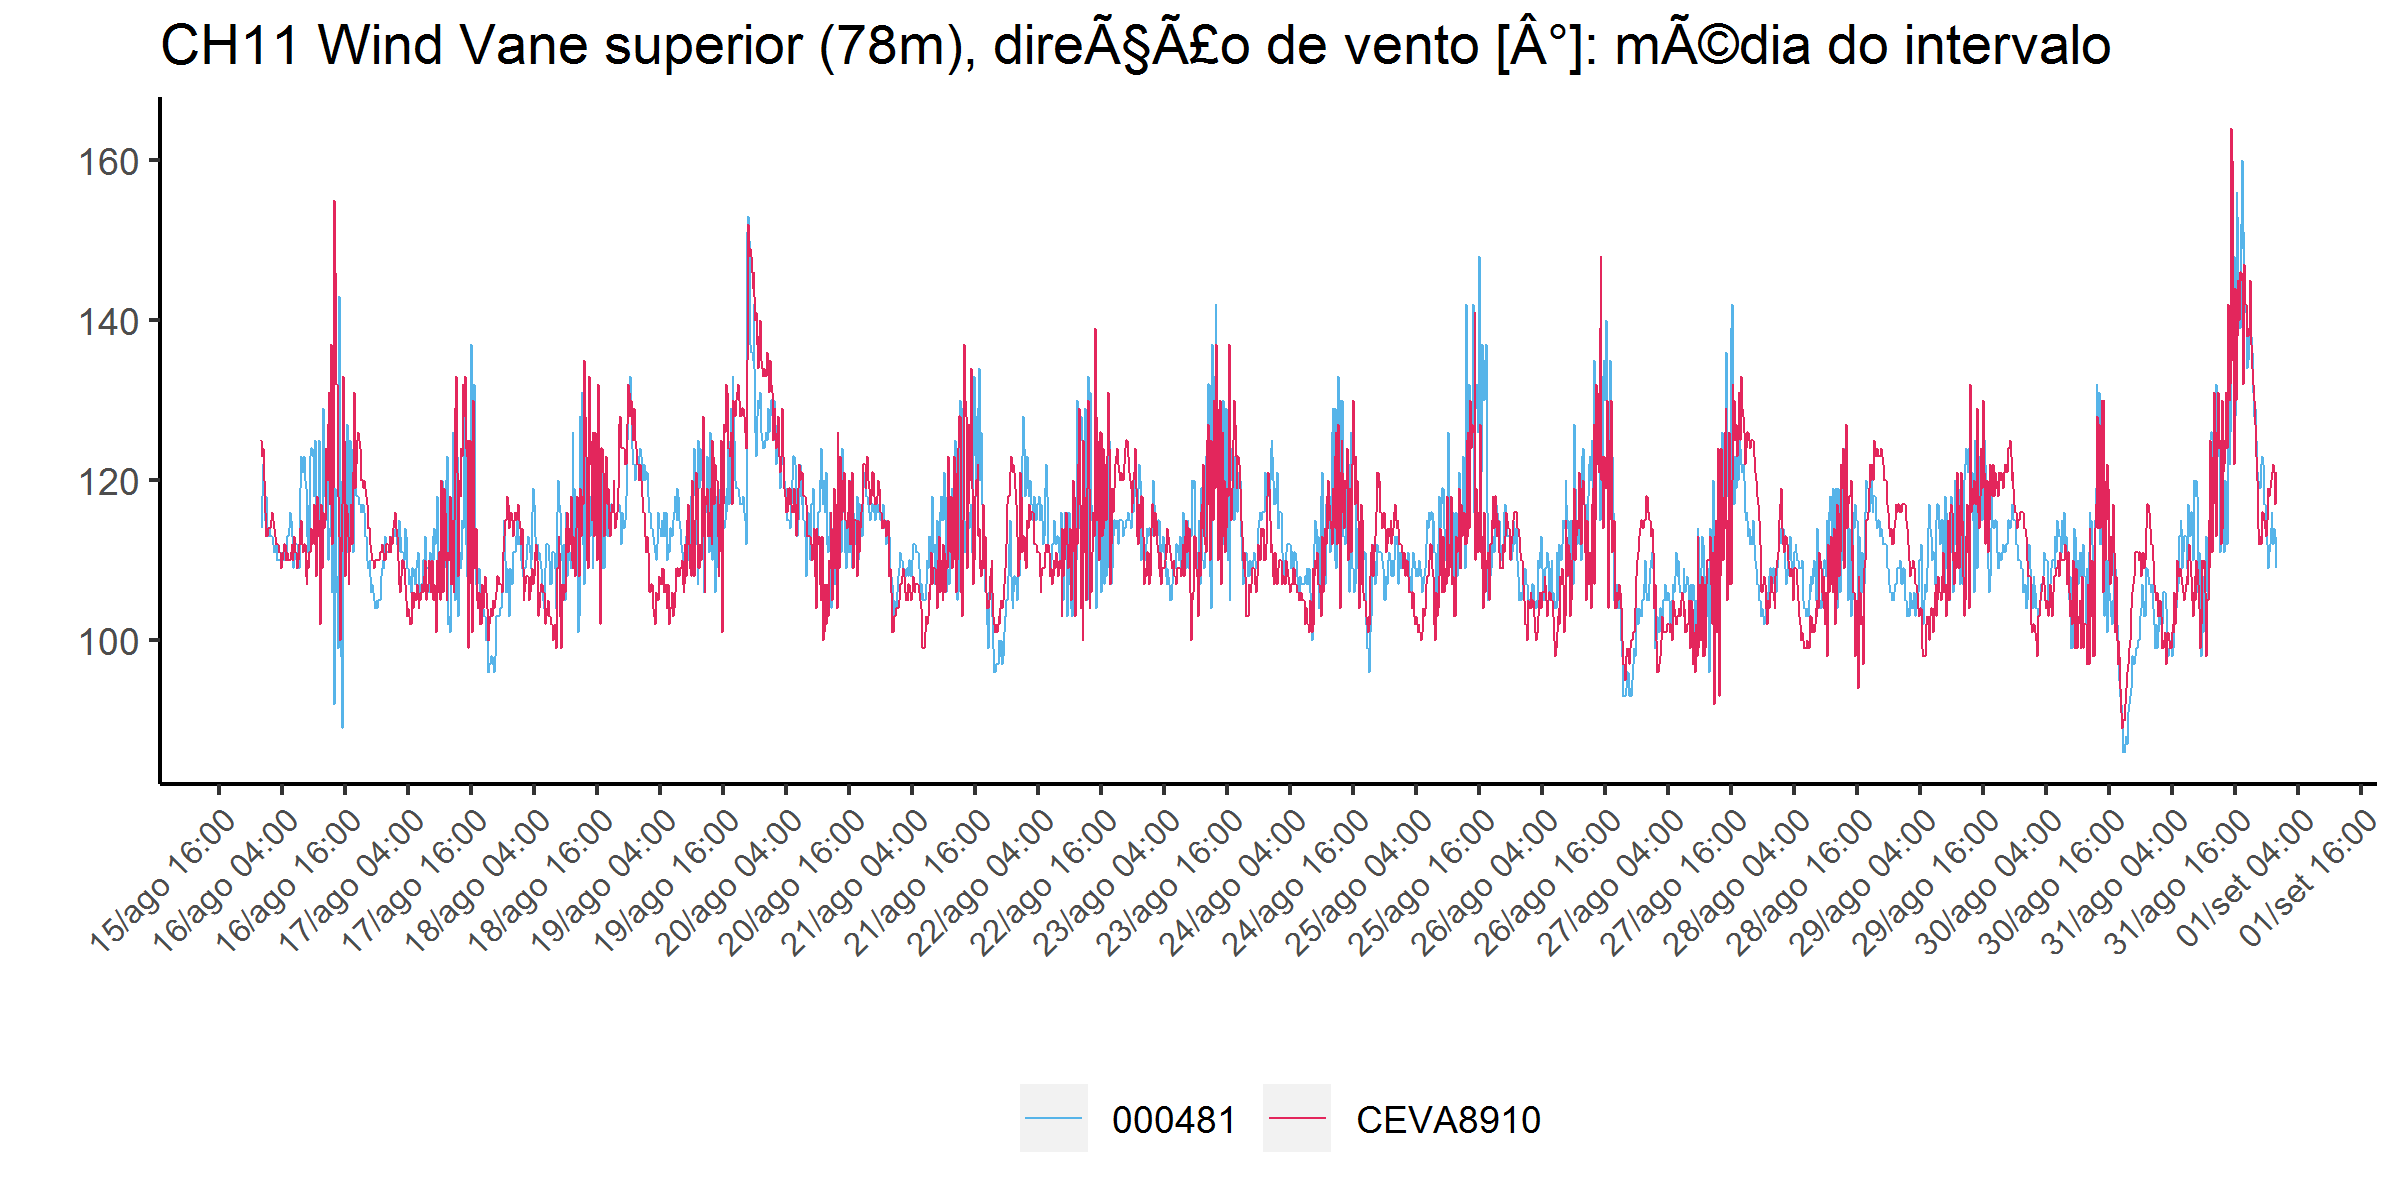 CH11 Wind Vane superior (78m), direÃ§Ã£o de vento [Â°]: mÃ©dia do intervalo
160
140
120
100
15/ago 16:00
16/ago 04:00
16/ago 16:00
17/ago 04:00
17/ago 16:00
18/ago 04:00
18/ago 16:00
19/ago 04:00
19/ago 16:00
20/ago 04:00
20/ago 16:00
21/ago 04:00
21/ago 16:00
22/ago 04:00
22/ago 16:00
23/ago 04:00
23/ago 16:00
24/ago 04:00
24/ago 16:00
25/ago 04:00
25/ago 16:00
26/ago 04:00
26/ago 16:00
27/ago 04:00
27/ago 16:00
28/ago 04:00
28/ago 16:00
29/ago 04:00
29/ago 16:00
30/ago 04:00
30/ago 16:00
31/ago 04:00
31/ago 16:00
01/set 04:00
01/set 16:00
000481
CEVA8910